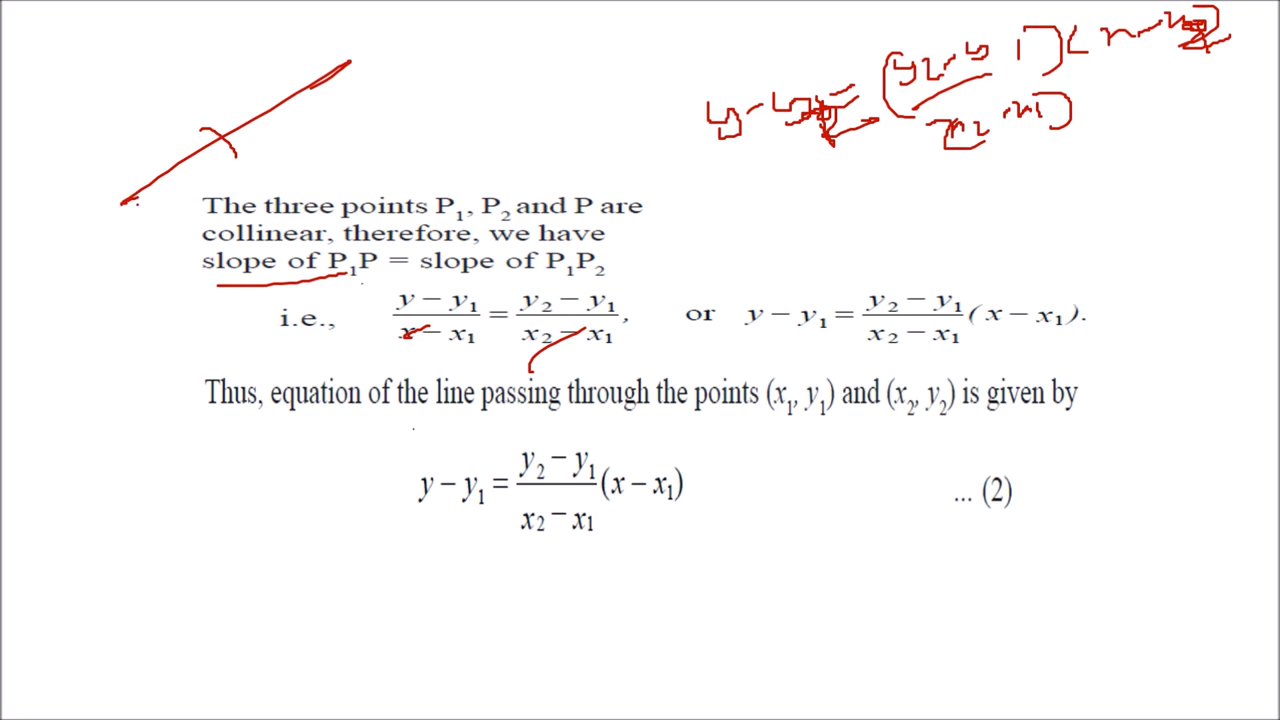 The three points P₁, P₂ and P are
collinear, therefore, we have
slope of P₁P = slope of P₁P₂
i.e., (y − y₁)/(x − x₁) = (y₂ − y₁)/(x₂ − x₁), or y − y₁ = (y₂ − y₁)/(x₂ − x₁) (x − x₁).
Thus, equation of the line passing through the points (x₁, y₁) and (x₂, y₂) is given by
y − y₁ = (y₂ − y₁)/(x₂ − x₁) (x − x₁) ... (2)